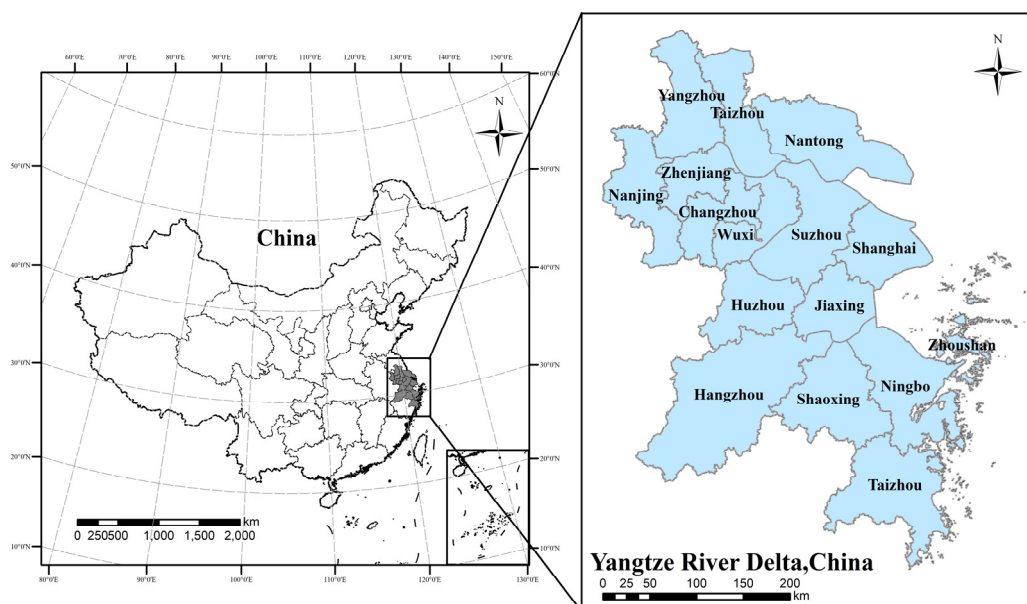 60°0'E 70°0'E 80°0'E 90°0'E 100°0'E 110°0'E 120°0'E 130°0'E 140°0'E 150°0'E
60°0'N
50°0'N
40°0'N
30°0'N
20°0'N
10°0'N
N
50°0'N
China
40°0'N
30°0'N
20°0'N
10°0'N
km
0 250500 1,000 1,500 2,000
80°0'E 90°0'E 100°0'E 110°0'E 120°0'E 130°0'E
N
Yangzhou
Taizhou
Nantong
Zhenjiang
Nanjing
Changzhou
Wuxi
Suzhou
Shanghai
Huzhou
Jiaxing
Zhoushan
Hangzhou
Shaoxing
Ningbo
Taizhou
Yangtze River Delta,China
km
0 25 50 100 150 200